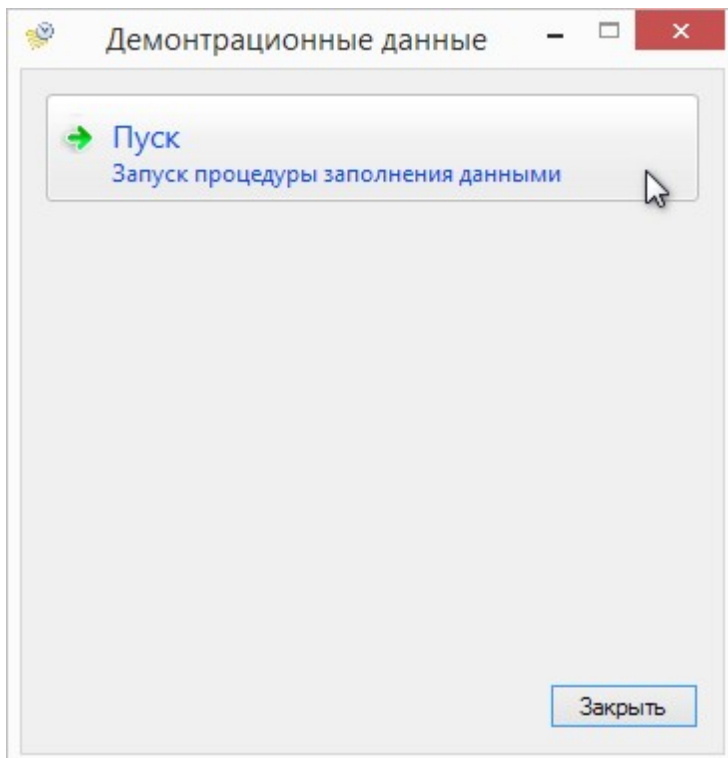 Демонтрационные данные
Пуск
Запуск процедуры заполнения данными
Закрыть